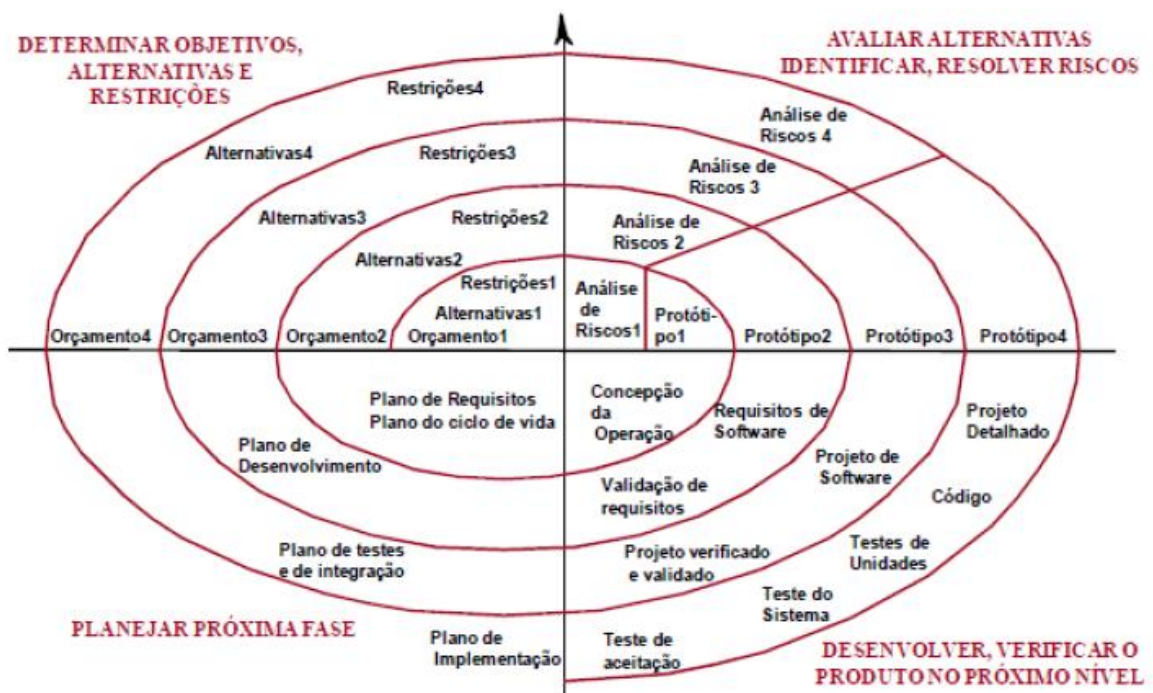 DETERMINAR OBJETIVOS,
ALTERNATIVAS E
RESTRIÇÕES
AVALIAR ALTERNATIVAS
IDENTIFICAR, RESOLVER RISCOS
Restrições4
Alternativas4
Restrições3
Alternativas3
Restrições2
Alternativas2
Restrições1
Alternativas1
Análise de
Riscos 4
Análise de
Riscos 3
Análise de
Riscos 2
Análise
de
Riscos1
Protóti-
po1
Orçamento4
Orçamento3
Orçamento2
Orçamento1
Protótipo2
Protótipo3
Protótipo4
Plano de Requisitos
Plano do ciclo de vida
Concepção
da
Operação
Requisitos de
Software
Projeto
Detalhado
Plano de
Desenvolvimento
Projeto de
Software
Validação de
requisitos
Código
Plano de testes
e de integração
Projeto verificado
e validado
Testes de
Unidades
Teste do
Sistema
PLANEJAR PRÓXIMA FASE
Plano de
Implementação
Teste de
aceitação
DESENVOLVER, VERIFICAR O
PRODUTO NO PRÓXIMO NÍVEL